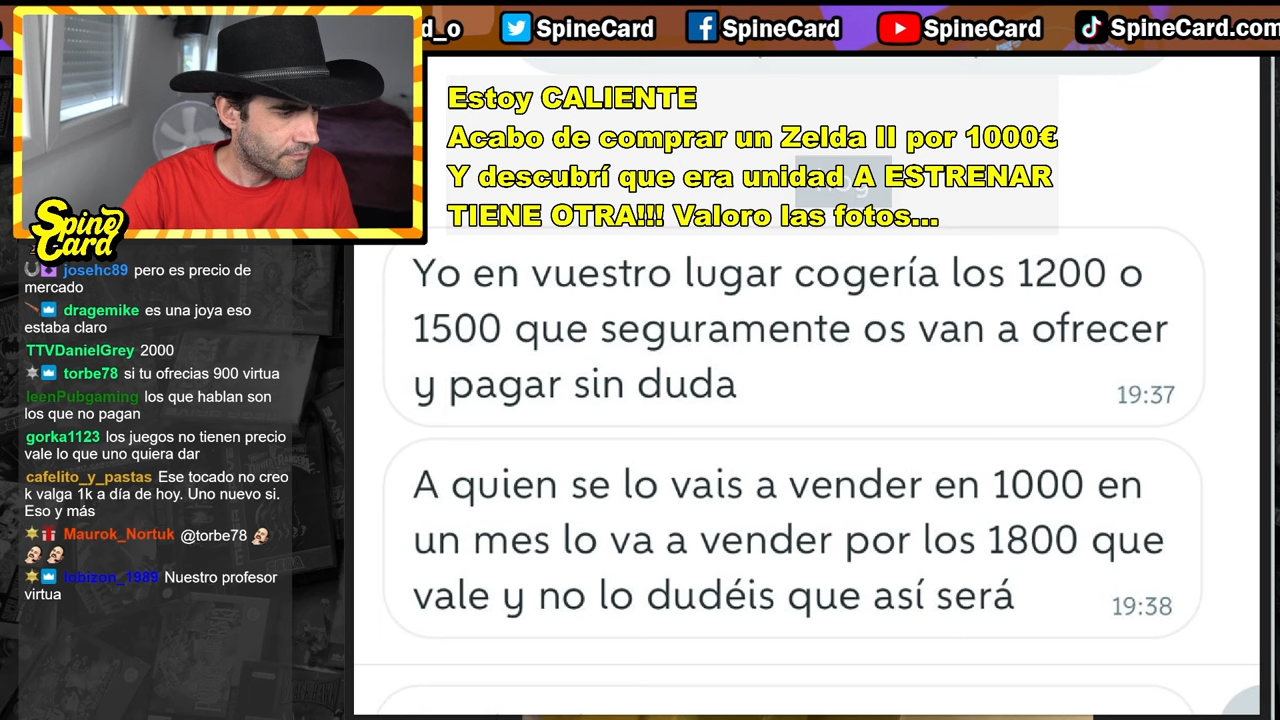 d_o
SpineCard
SpineCard
SpineCard
SpineCard.com
Estoy CALIENTE
Acabo de comprar un Zelda II por 1000€
Y descubrí que era unidad A ESTRENAR
TIENE OTRA!!! Valoro las fotos...
Spine
Card
josehc89 pero es precio de
mercado
dragemike es una joya eso
estaba claro
TTVDanielGrey 2000
torbe78 si tu ofrecias 900 virtua
leenPubgaming los que hablan son
los que no pagan
gorka1123 los juegos no tienen precio
vale lo que uno quiera dar
cafelito_y_pastas Ese tocado no creo
k valga 1k a día de hoy. Uno nuevo si.
Eso y más
Maurok_Nortuk @torbe78
lobizon_1989 Nuestro profesor
virtua
Yo en vuestro lugar cogería los 1200 o
1500 que seguramente os van a ofrecer
y pagar sin duda
19:37
A quien se lo vais a vender en 1000 en
un mes lo va a vender por los 1800 que
vale y no lo dudéis que así será
19:38